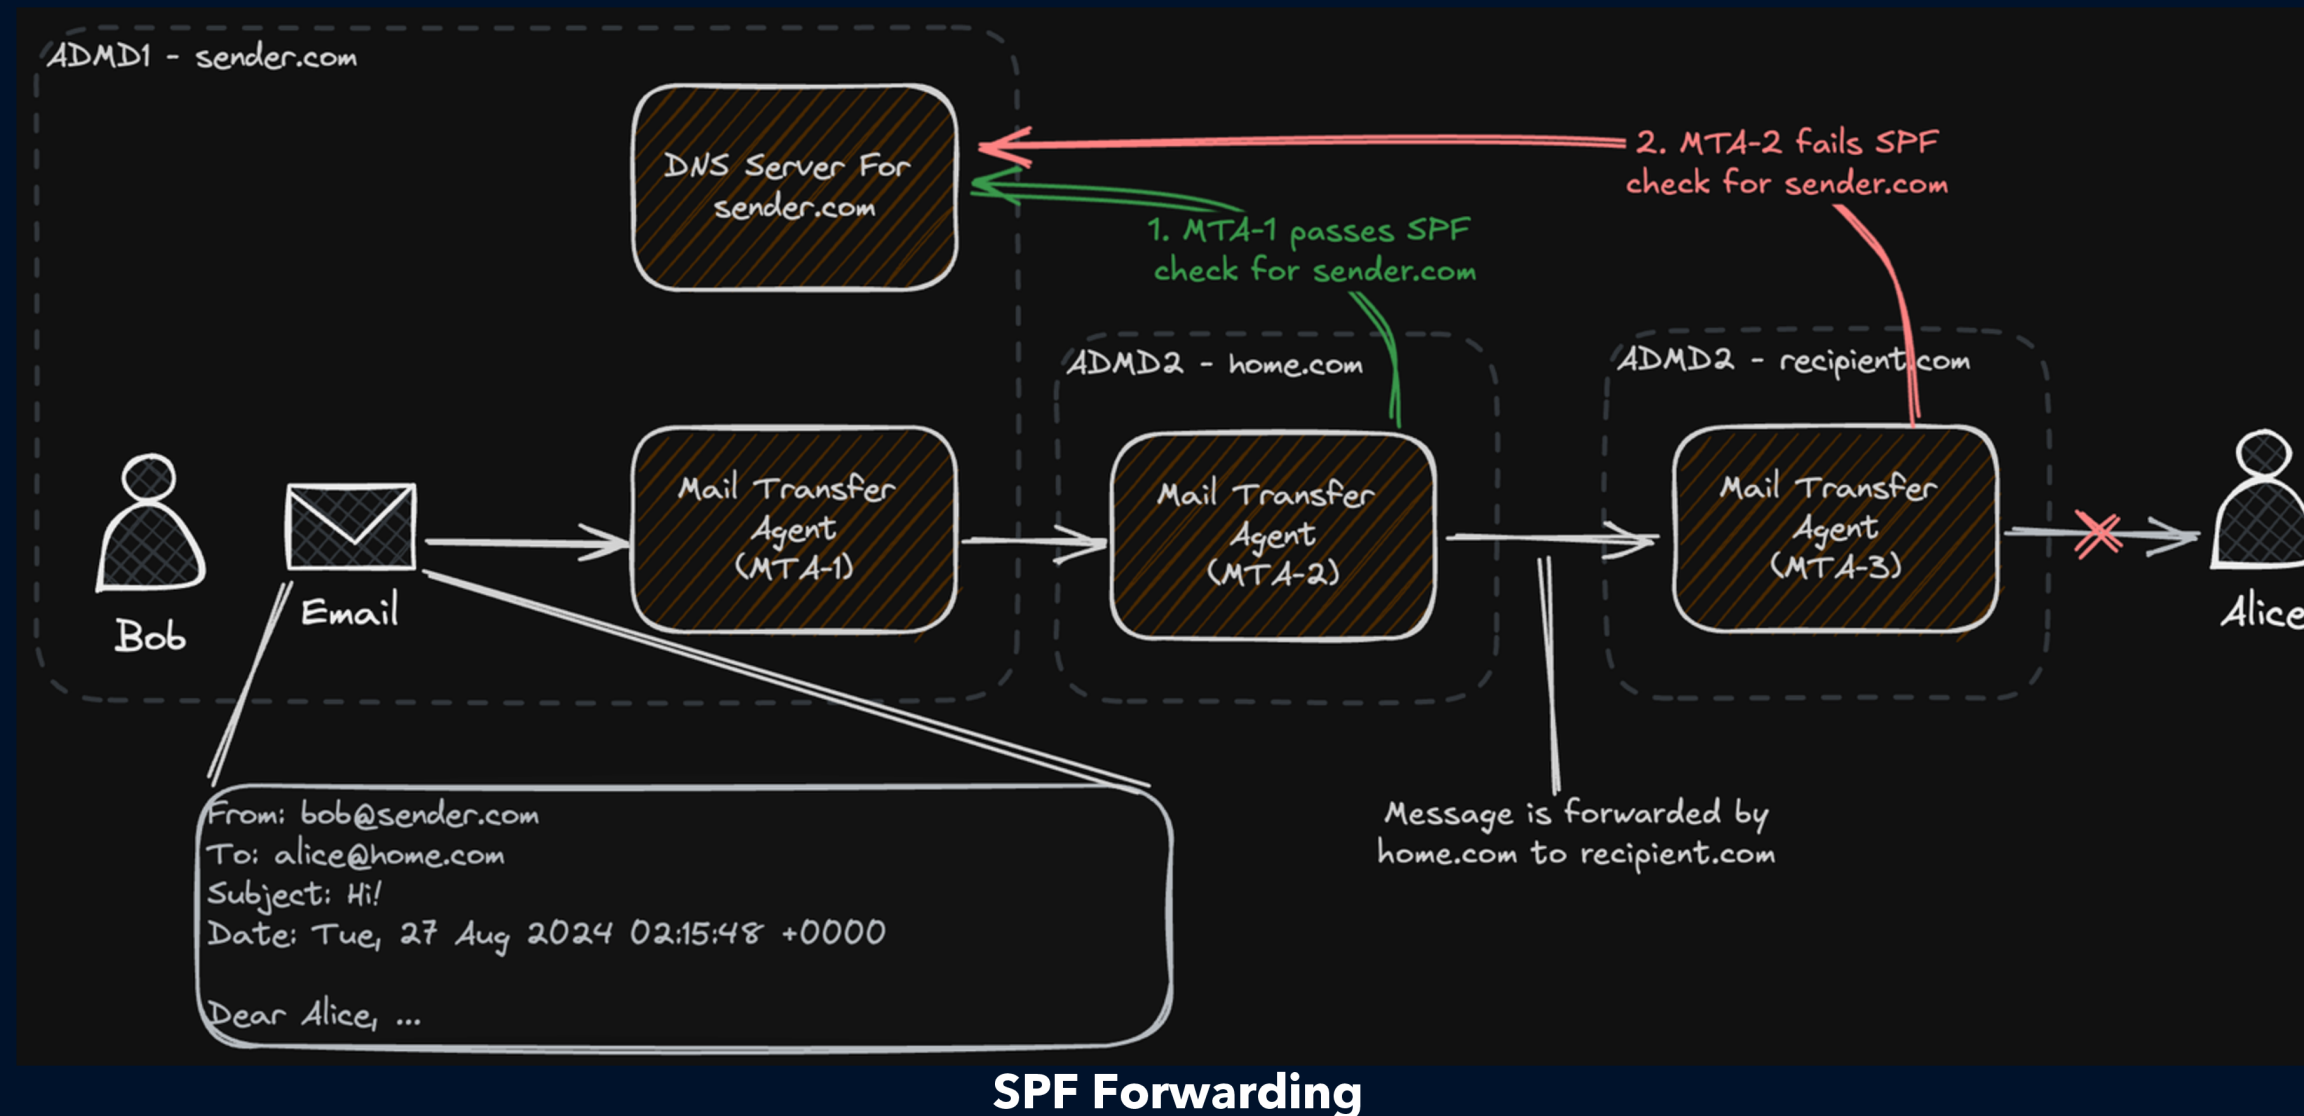 ADMD1 - sender.com
DNS Server For
sender.com
2. MTA-2 fails SPF
check for sender.com
1. MTA-1 passes SPF
check for sender.com
ADMD2 - home.com
ADMD2 - recipient.com
Bob
Email
Mail Transfer
Agent
(MTA-1)
Mail Transfer
Agent
(MTA-2)
Mail Transfer
Agent
(MTA-3)
Alice
From: bob@sender.com
To: alice@home.com
Subject: Hi!
Date: Tue, 27 Aug 2024 02:15:48 +0000
Dear Alice, ...
Message is forwarded by
home.com to recipient.com
SPF Forwarding